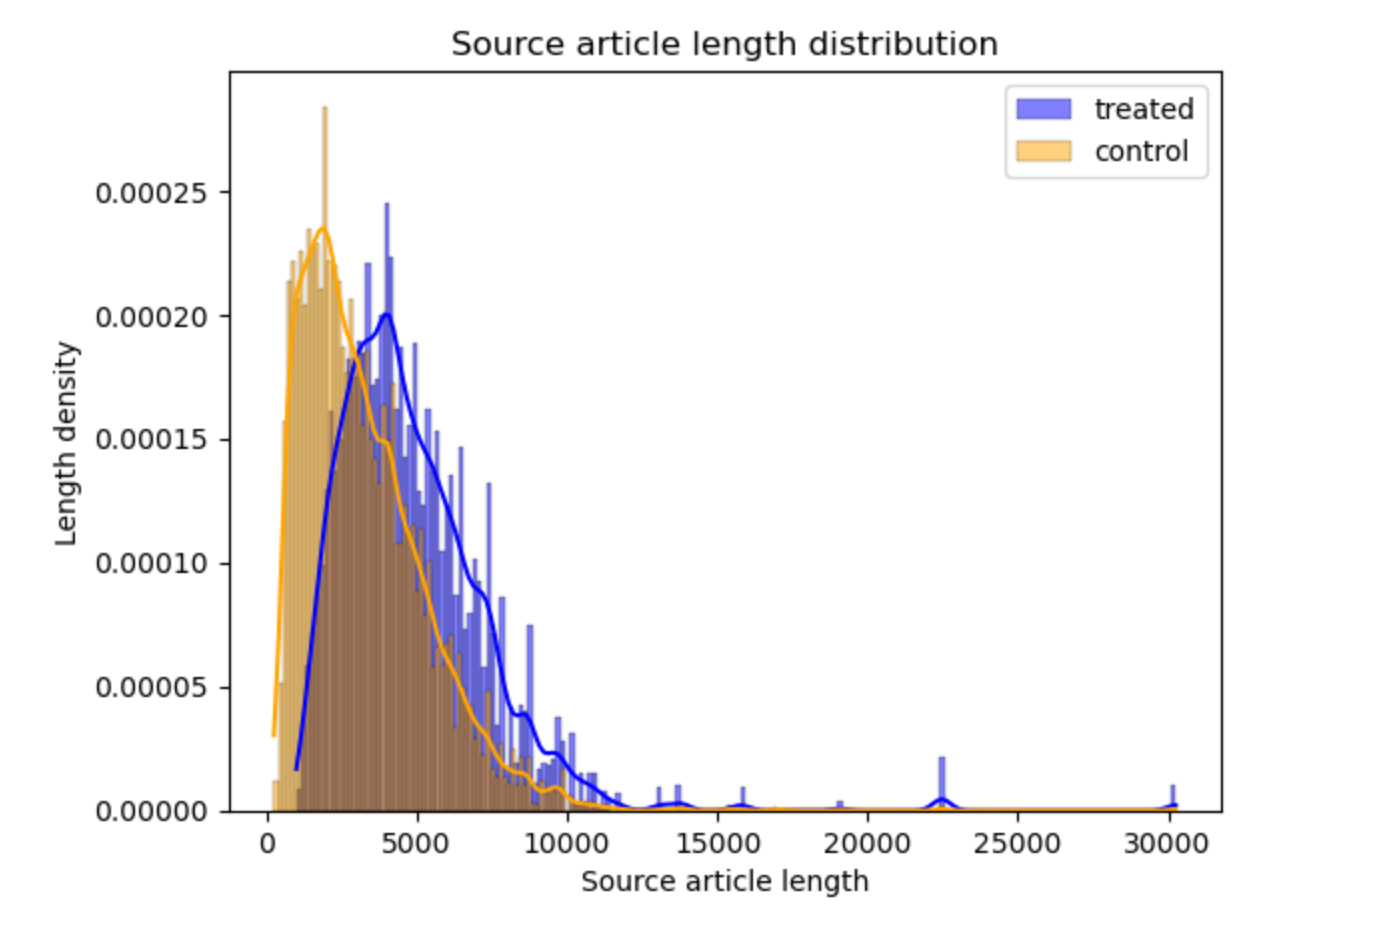 Source article length distribution
treated
control
0.00025
0.00020
0.00015
0.00010
0.00005
0.00000
Length density
0
5000
10000
15000
20000
25000
30000
Source article length